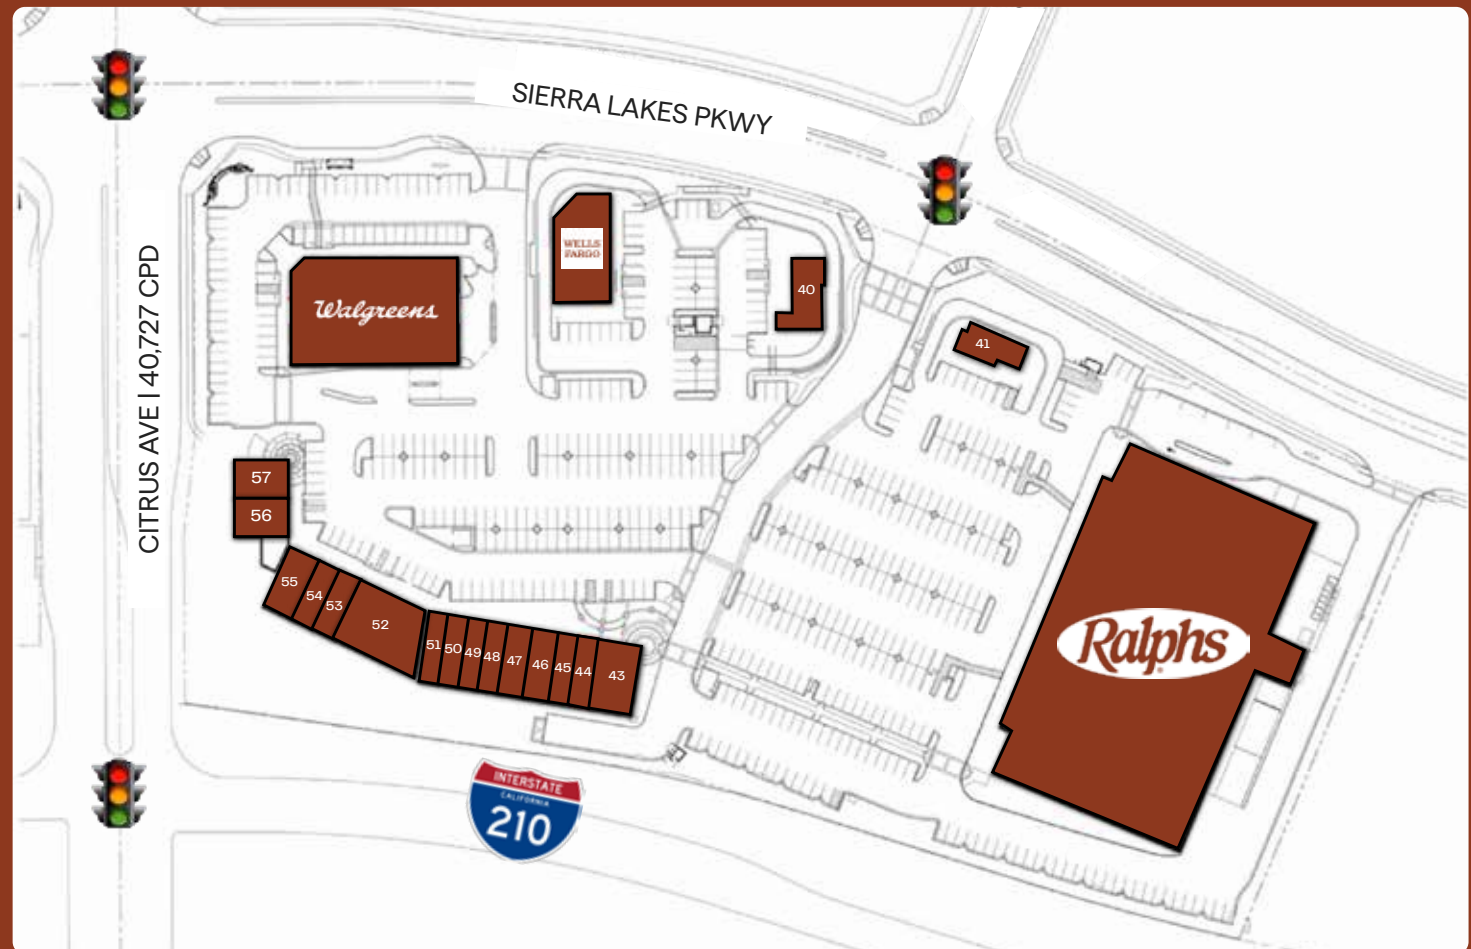 SIERRA LAKES PKWY
CITRUS AVE | 40,727 CPD
WELLS
FARGO
Walgreens
40
41
57
56
55
54
53
52
51
50
49
48
47
46
45
44
43
Ralphs
INTERSTATE
CALIFORNIA
210